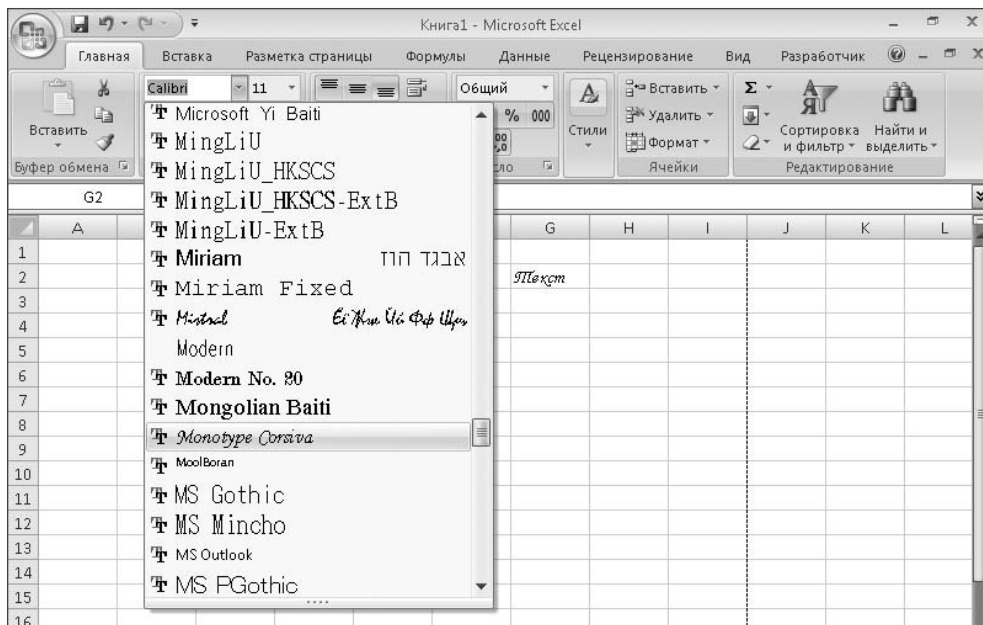 Книга1 - Microsoft Excel
Главная Вставка Разметка страницы Формулы Данные Рецензирование Вид Разработчик
Calibri 11 Общий Вставить Σ
% 000 Удалить
Вставить Стили Формат Сортировка и фильтр Найти и выделить
Буфер обмена Ячейки Редактирование
G2
A G H I J K L
1
2 Текст
3
4
5
6
7
8
9
10
11
12
13
14
15
16
Microsoft Yi Baiti
MingLiU
MingLiU_HKSCS
MingLiU_HKSCS-ExtB
MingLiU-ExtB
Miriam אבגד הוז
Miriam Fixed
Mistral
Modern
Modern No. 20
Mongolian Baiti
Monotype Corsiva
MoolBoran
MS Gothic
MS Mincho
MS Outlook
MS PGothic